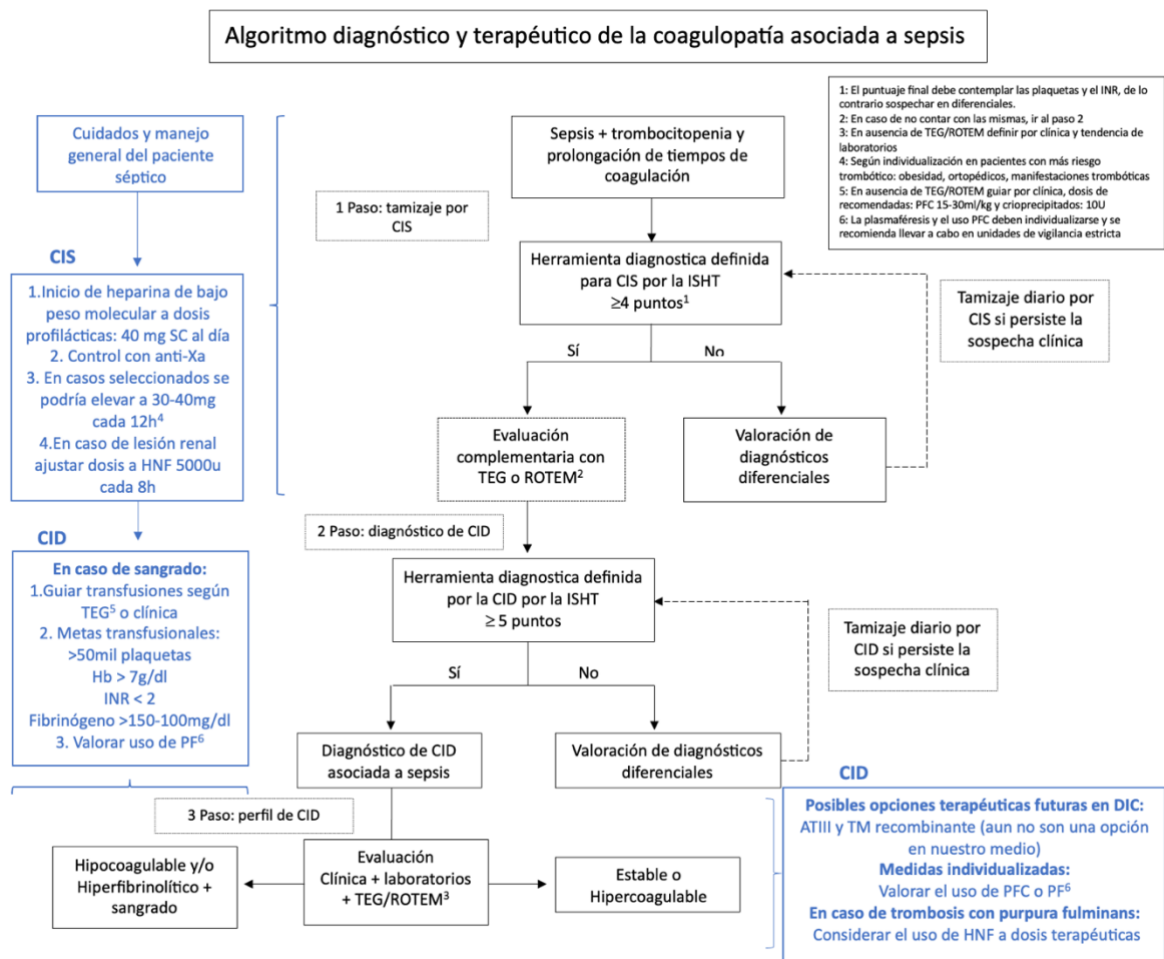 Algoritmo diagnóstico y terapéutico de la coagulopatía asociada a sepsis
1: El puntuaje final debe contemplar las plaquetas y el INR, de lo
contrario sospechar en diferenciales.
2: En caso de no contar con las mismas, ir al paso 2
3: En ausencia de TEG/ROTEM definir por clínica y tendencia de
laboratorios
4: Según individualización en pacientes con más riesgo
trombótico: obesidad, ortopédicos, manifestaciones trombóticas
5: En ausencia de TEG/ROTEM guiar por clínica, dosis de
recomendadas: PFC 15-30ml/kg y crioprecipitados: 10U
6: La plasmaféresis y el uso PFC deben individualizarse y se
recomienda llevar a cabo en unidades de vigilancia estricta
Cuidados y manejo
general del paciente
séptico
CIS
1.Inicio de heparina de bajo
peso molecular a dosis
profilácticas: 40 mg SC al día
2. Control con anti-Xa
3. En casos seleccionados se
podría elevar a 30-40mg
cada 12h4
4.En caso de lesión renal
ajustar dosis a HNF 5000u
cada 8h
CID
En caso de sangrado:
1.Guiar transfusiones según
TEG5 o clínica
2. Metas transfusionales:
>50mil plaquetas
Hb > 7g/dl
INR < 2
Fibrinógeno >150-100mg/dl
3. Valorar uso de PF6
Sepsis + trombocitopenia y
prolongación de tiempos de
coagulación
1 Paso: tamizaje por
CIS
Herramienta diagnostica definida
para CIS por la ISHT
≥4 puntos1
Sí
No
Tamizaje diario por
CIS si persiste la
sospecha clínica
Evaluación
complementaria con
TEG o ROTEM2
Valoración de
diagnósticos
diferenciales
2 Paso: diagnóstico de CID
Herramienta diagnostica definida
por la CID por la ISHT
≥ 5 puntos
Sí
No
Tamizaje diario por
CID si persiste la
sospecha clínica
Diagnóstico de CID
asociada a sepsis
Valoración de diagnósticos
diferenciales
3 Paso: perfil de CID
Hipocoagulable y/o
Hiperfibrinolítico +
sangrado
Evaluación
Clínica + laboratorios
+ TEG/ROTEM3
Estable o
Hipercoagulable
CID
Posibles opciones terapéuticas futuras en DIC:
ATIII y TM recombinante (aun no son una opción
en nuestro medio)
Medidas individualizadas:
Valorar el uso de PFC o PF6
En caso de trombosis con purpura fulminans:
Considerar el uso de HNF a dosis terapéuticas